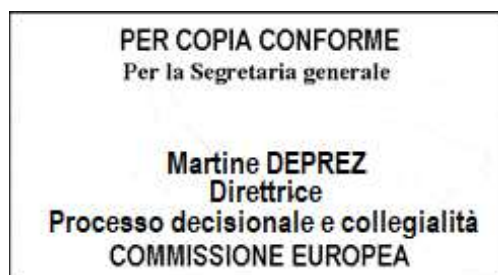 PER COPIA CONFORME
Per la Segretaria generale
Martine DEPREZ
Direttrice
Processo decisionale e collegialità
COMMISSIONE EUROPEA